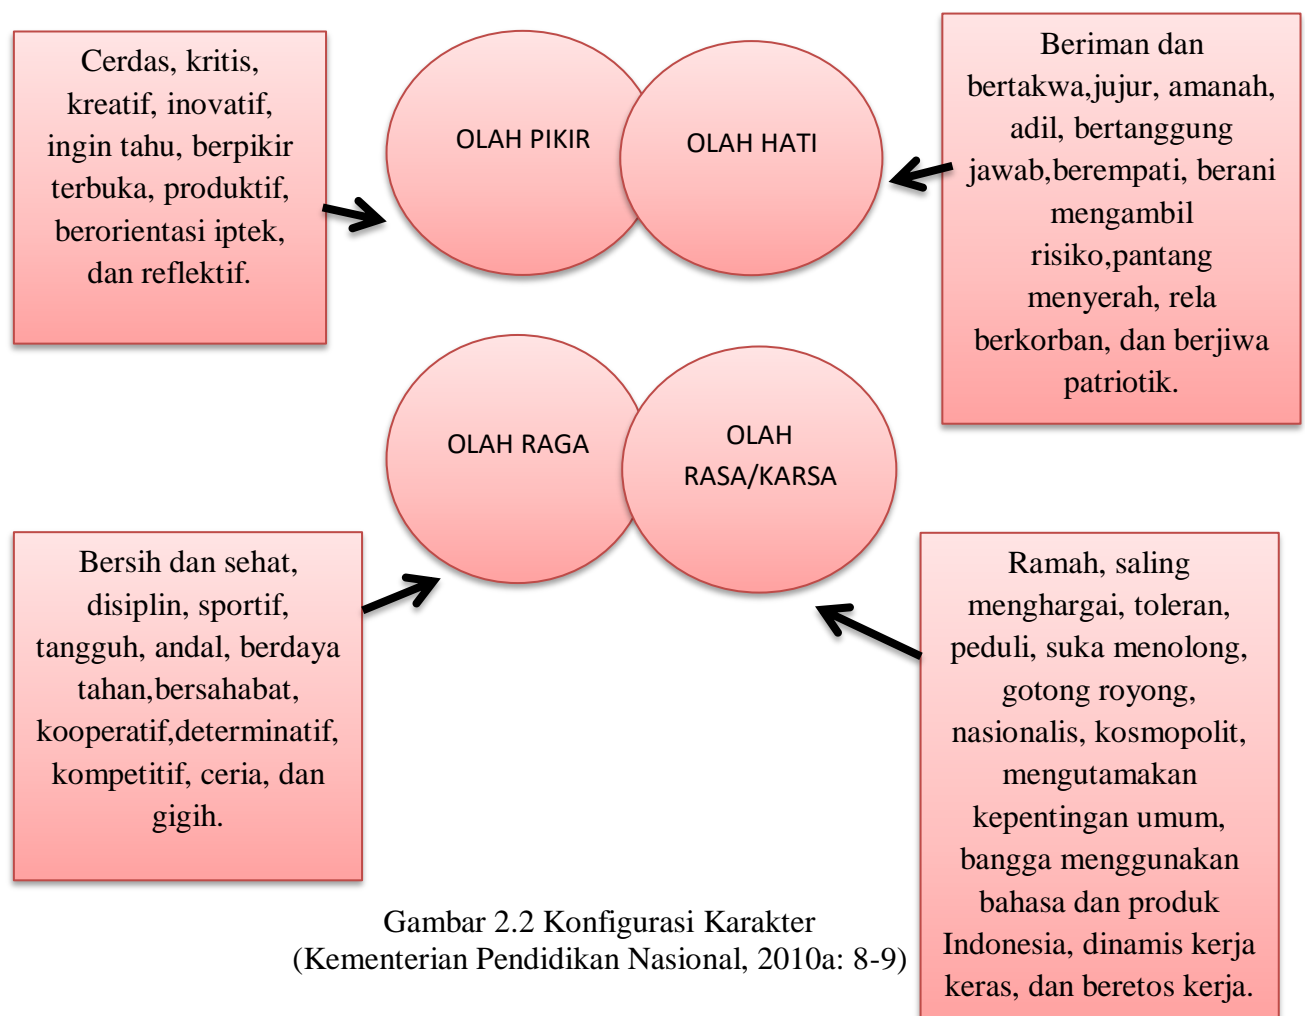 Cerdas, kritis,
kreatif, inovatif,
ingin tahu, berpikir
terbuka, produktif,
berorientasi iptek,
dan reflektif.
OLAH PIKIR
OLAH HATI
Beriman dan
bertakwa,jujur, amanah,
adil, bertanggung
jawab,berempati, berani
mengambil
risiko,pantang
menyerah, rela
berkorban, dan berjiwa
patriotik.
OLAH RAGA
OLAH
RASA/KARSA
Bersih dan sehat,
disiplin, sportif,
tangguh, andal, berdaya
tahan,bersahabat,
kooperatif,determinatif,
kompetitif, ceria, dan
gigih.
Ramah, saling
menghargai, toleran,
peduli, suka menolong,
gotong royong,
nasionalis, kosmopolit,
mengutamakan
kepentingan umum,
bangga menggunakan
bahasa dan produk
Indonesia, dinamis kerja
keras, dan beretos kerja.
Gambar 2.2 Konfigurasi Karakter
(Kementerian Pendidikan Nasional, 2010a: 8-9)